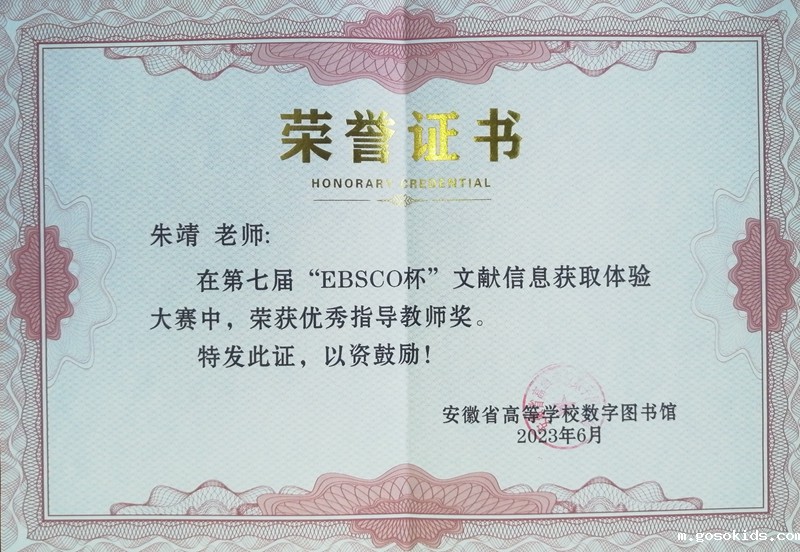 荣誉证书
HONORARY CREDENTIAL
朱靖 老师:
在第七届“EBSCO杯”文献信息获取体验
大赛中，荣获优秀指导教师奖。
特发此证，以资鼓励！
安徽省高等学校数字图书馆
2023年6月
m.gosokids.com